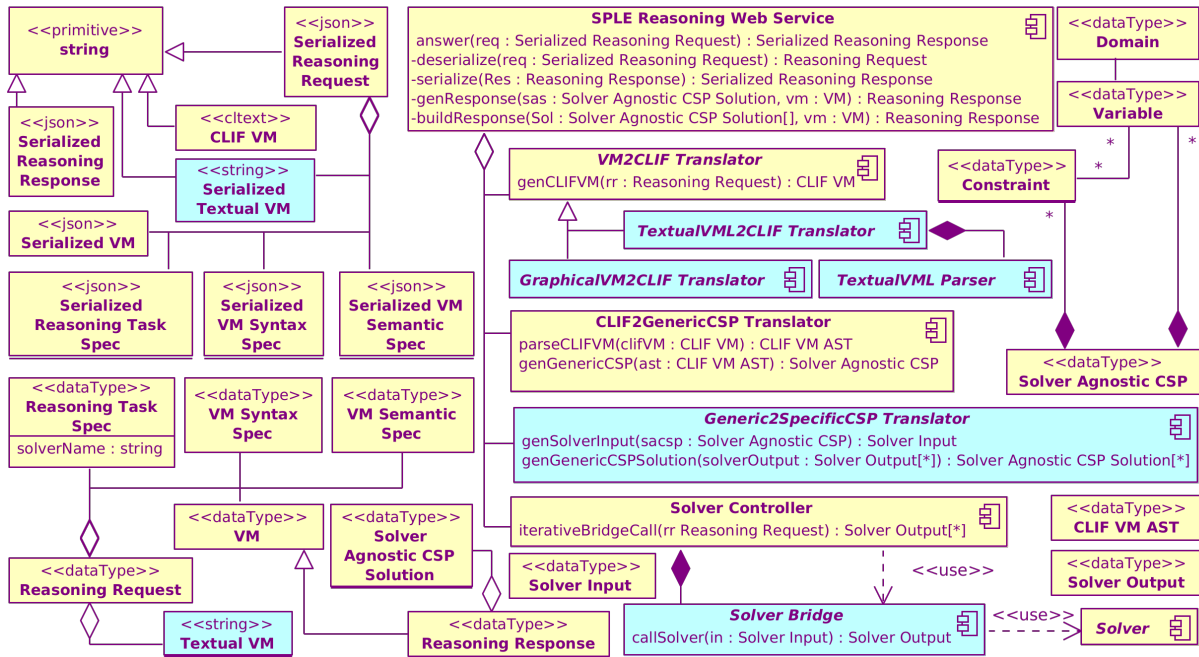 <<primitive>>
string
<<json>>
Serialized
Reasoning
Request
<<json>>
Serialized
Reasoning
Response
<<cltext>>
CLIF VM
<<string>>
Serialized
Textual VM
<<json>>
Serialized VM
<<json>>
Serialized
Reasoning Task
Spec
<<json>>
Serialized
VM Syntax
Spec
<<json>>
Serialized VM
Semantic
Spec
<<dataType>>
Reasoning Task
Spec
solverName : string
<<dataType>>
VM Syntax
Spec
<<dataType>>
VM Semantic
Spec
<<dataType>>
VM
<<dataType>>
Solver
Agnostic CSP
Solution
<<dataType>>
Reasoning Request
<<string>>
Textual VM
<<dataType>>
Reasoning Response
SPLE Reasoning Web Service
answer(req : Serialized Reasoning Request) : Serialized Reasoning Response
-deserialize(req : Serialized Reasoning Request) : Reasoning Request
-serialize(Res : Reasoning Response) : Serialized Reasoning Response
-genResponse(sas : Solver Agnostic CSP Solution, vm : VM) : Reasoning Response
-buildResponse(Sol : Solver Agnostic CSP Solution[], vm : VM) : Reasoning Response
VM2CLIF Translator
genCLIFVM(rr : Reasoning Request) : CLIF VM
TextualVML2CLIF Translator
GraphicalVM2CLIF Translator
TextualVML Parser
CLIF2GenericCSP Translator
parseCLIFVM(clifVM : CLIF VM) : CLIF VM AST
genGenericCSP(ast : CLIF VM AST) : Solver Agnostic CSP
Generic2SpecificCSP Translator
genSolverInput(sacsp : Solver Agnostic CSP) : Solver Input
genGenericCSPSolution(solverOutput : Solver Output[*]) : Solver Agnostic CSP Solution[*]
Solver Controller
iterativeBridgeCall(rr Reasoning Request) : Solver Output[*]
<<dataType>>
Solver Input
<<use>>
Solver Bridge
callSolver(in : Solver Input) : Solver Output
<<use>>
Solver
<<dataType>>
Domain
<<dataType>>
Variable
*
*
*
<<dataType>>
Constraint
*
<<dataType>>
Solver Agnostic CSP
<<dataType>>
CLIF VM AST
<<dataType>>
Solver Output